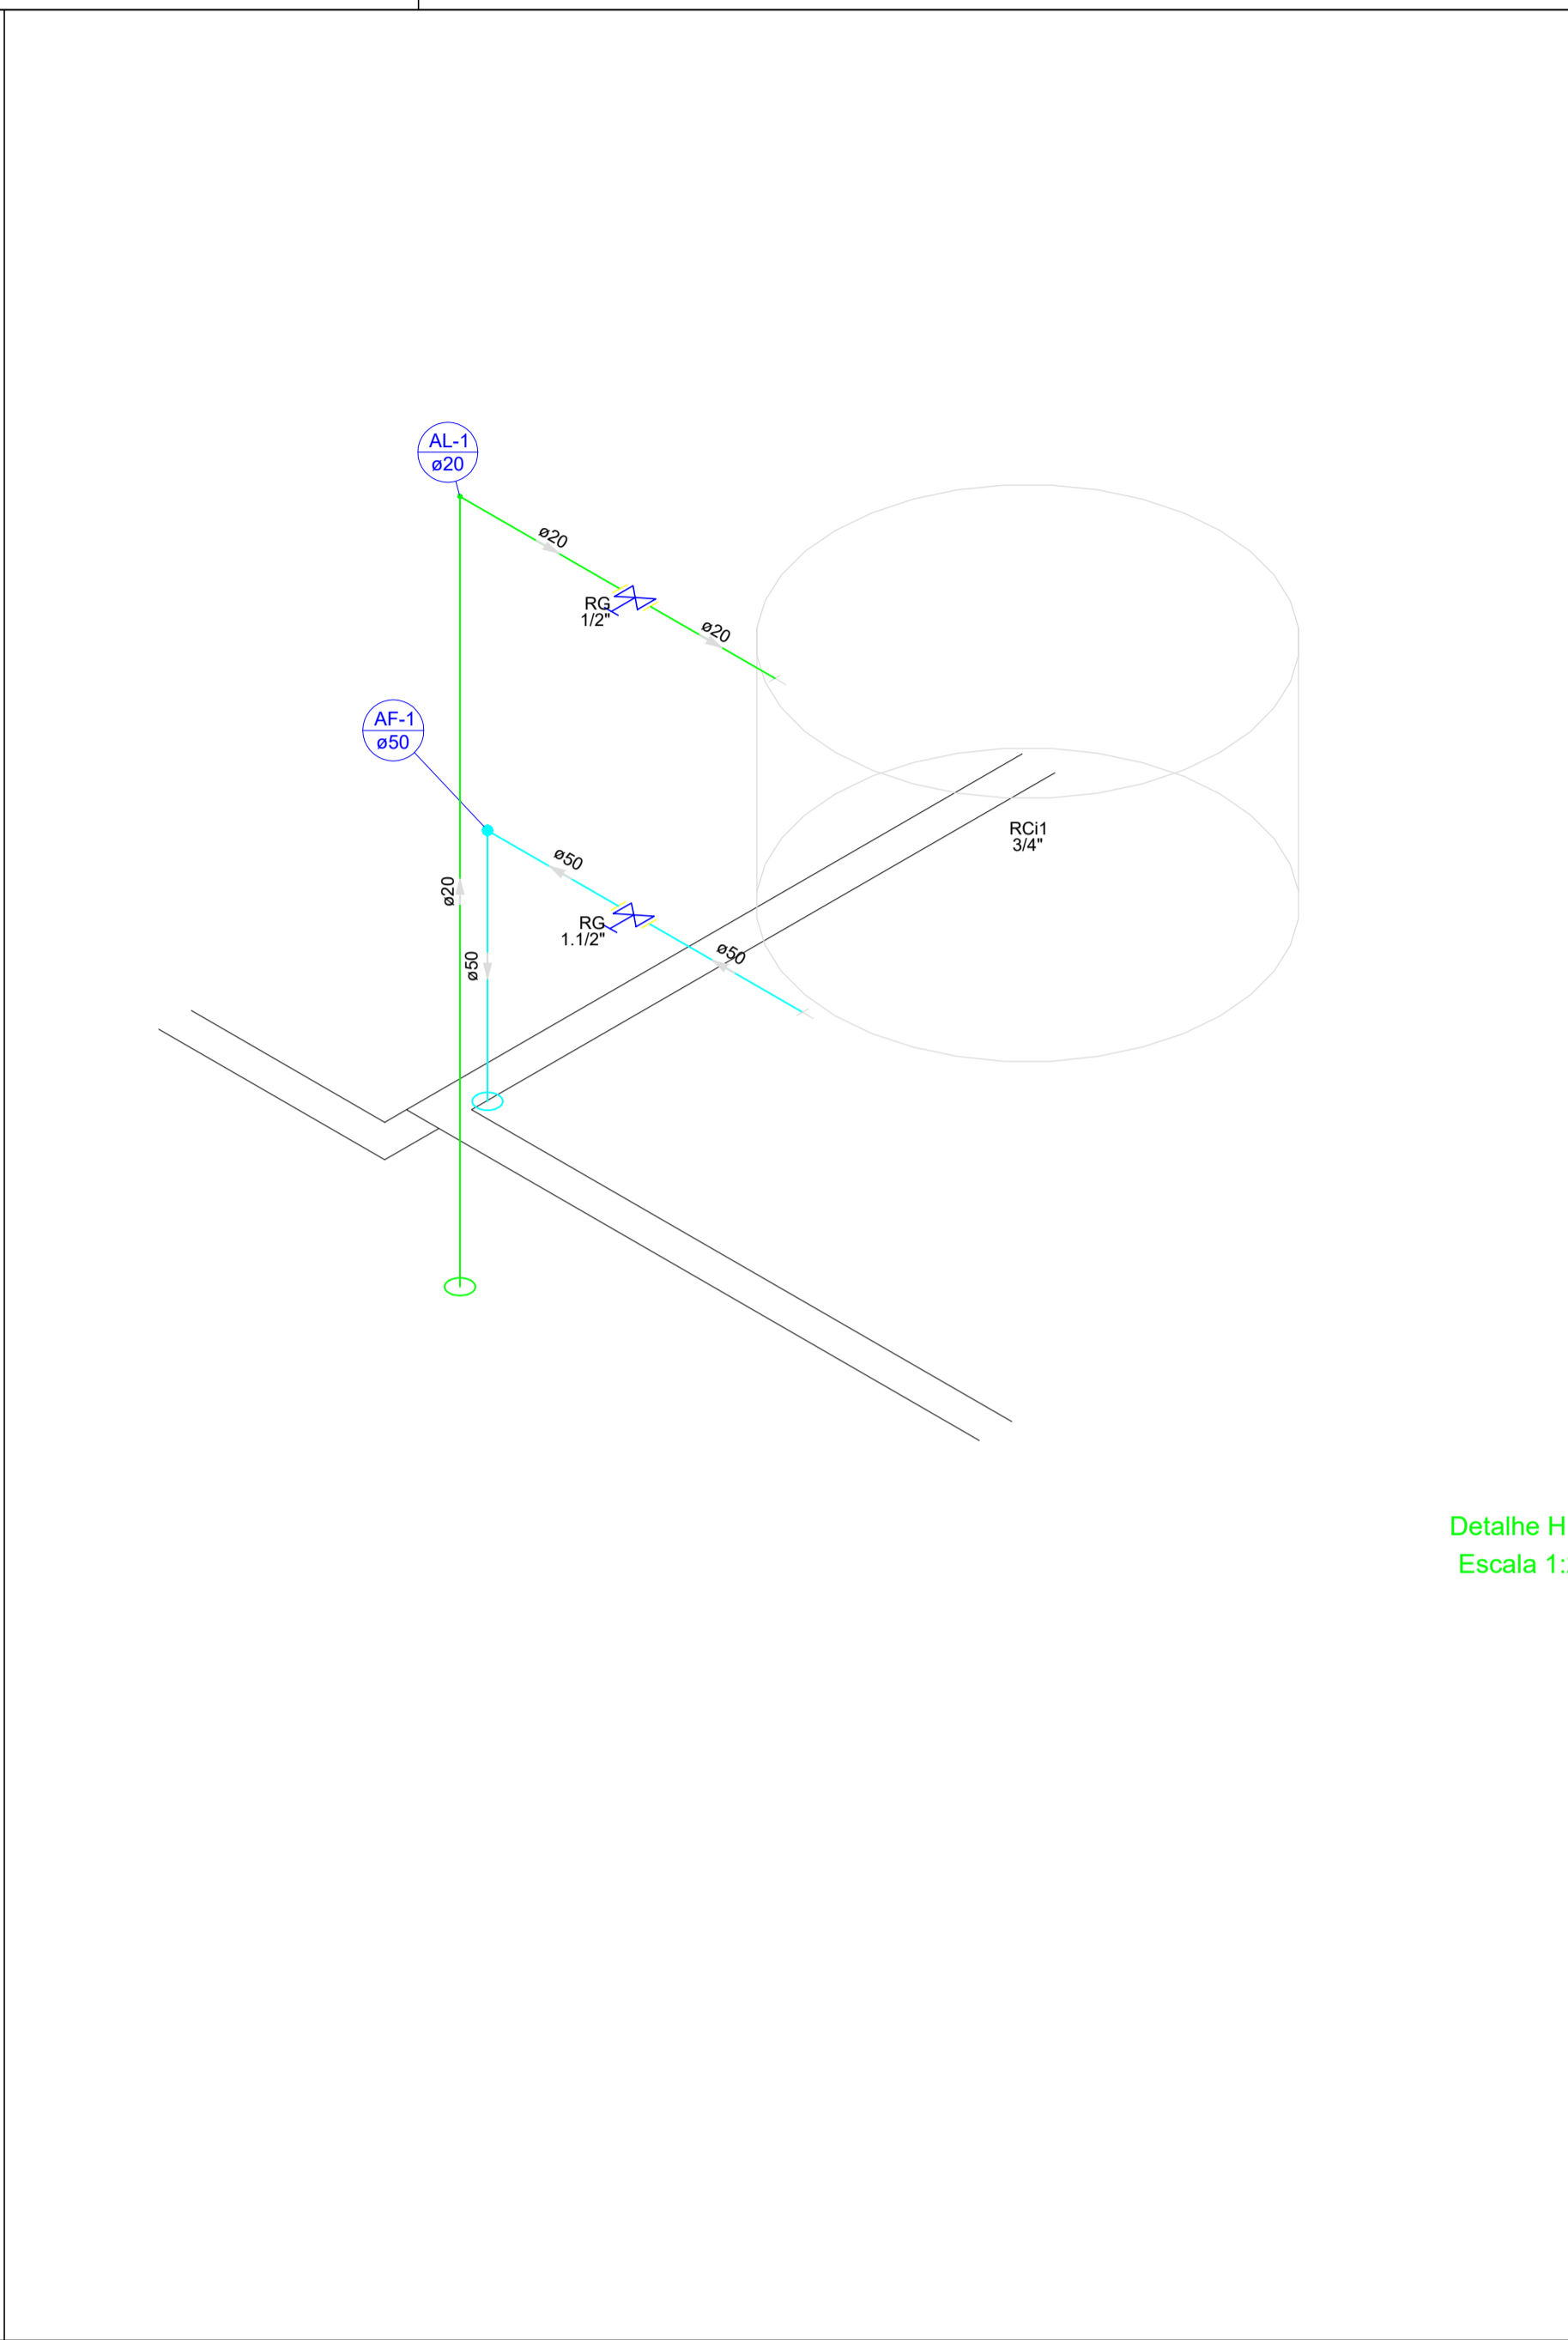 AL-1
ø20
ø20
RG
1/2"
ø20
AF-1
ø50
RCi1
3/4"
ø50
ø20
RG
1.1/2"
ø50
ø50
Detalhe H
Escala 1: